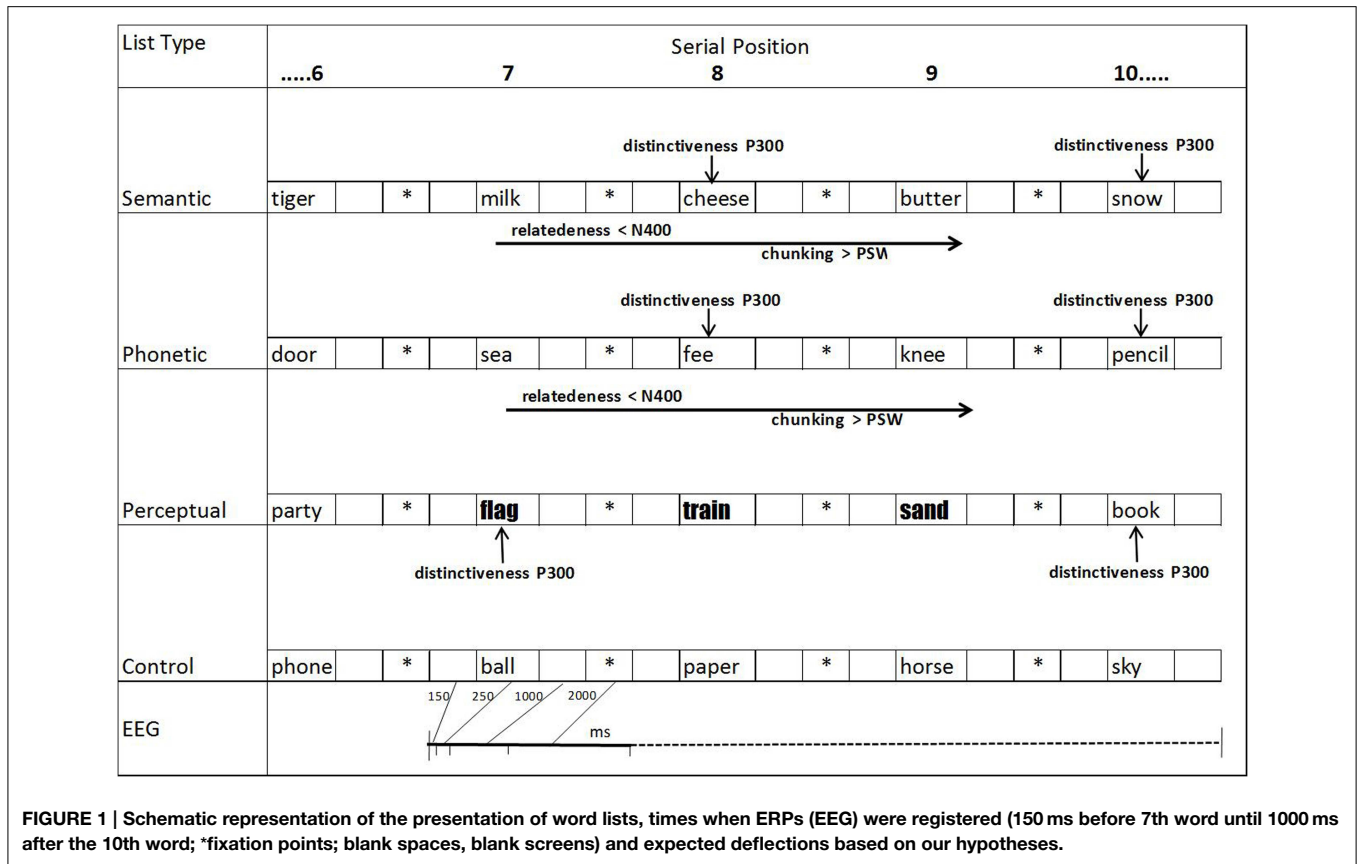 List Type
Serial Position
.....6 7 8 9 10.....
distinctiveness P300 distinctiveness P300
Semantic tiger * milk * cheese * butter * snow
relatedeness < N400
chunking > PSW
distinctiveness P300 distinctiveness P300
Phonetic door * sea * fee * knee * pencil
relatedeness < N400
chunking > PSW
Perceptual party * flag * train * sand * book
distinctiveness P300 distinctiveness P300
Control phone * ball * paper * horse * sky
150 250 1000 2000
EEG ms
FIGURE 1 | Schematic representation of the presentation of word lists, times when ERPs (EEG) were registered (150 ms before 7th word until 1000 ms
after the 10th word; *fixation points; blank spaces, blank screens) and expected deflections based on our hypotheses.